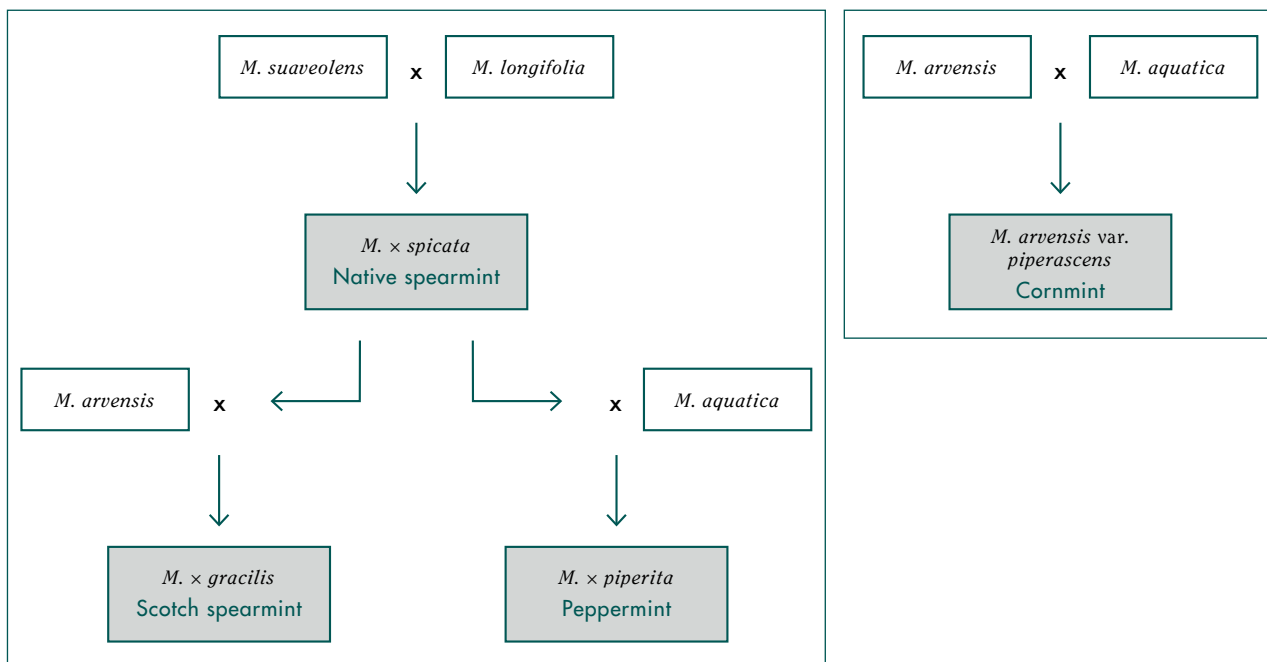 M. suaveolens x M. longifolia
M. × spicata
Native spearmint
M. arvensis x
x M. aquatica
M. × gracilis
Scotch spearmint
M. × piperita
Peppermint
M. arvensis x M. aquatica
M. arvensis var.
piperascens
Cornmint